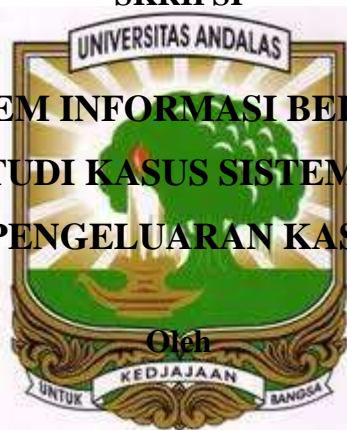 SKRIPSI
UNIVERSITAS ANDALAS
EM INFORMASI BE
TUDI KASUS SISTEM
PENGELUARAN KAS
Oleh
UNTUK KEDJAJAAN BANGSA